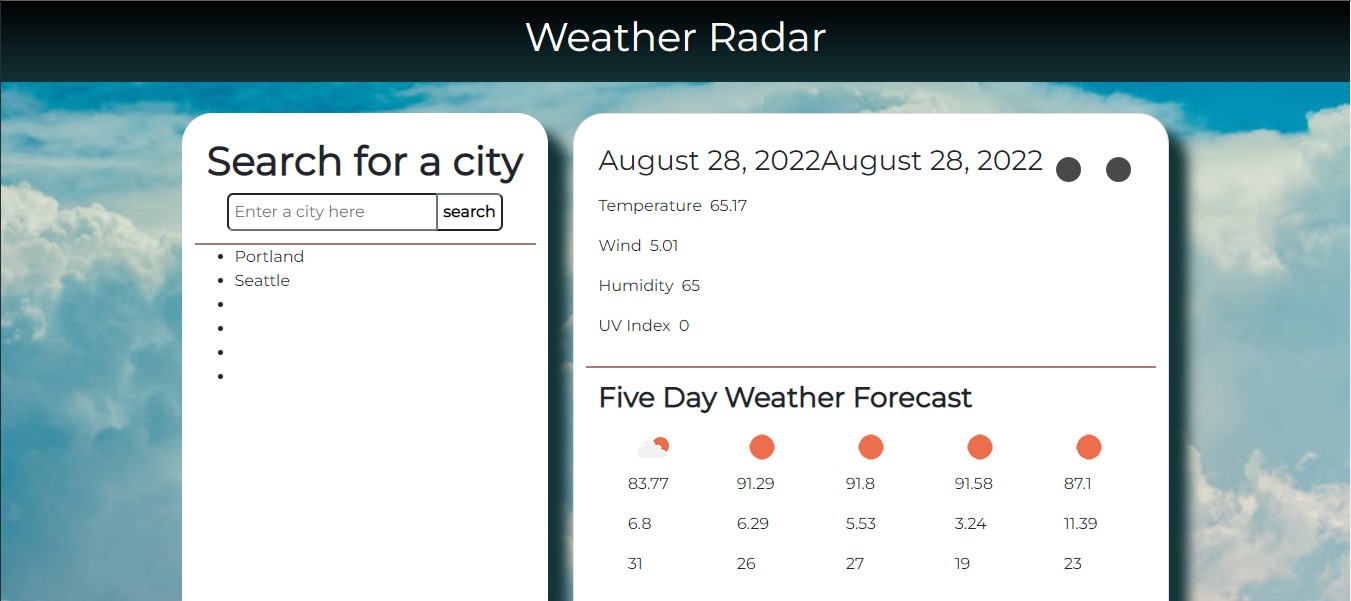 Weather Radar
Search for a city
Enter a city here
search
Portland
Seattle
August 28, 2022August 28, 2022
Temperature 65.17
Wind 5.01
Humidity 65
UV Index 0
Five Day Weather Forecast
83.77 91.29 91.8 91.58 87.1
6.8 6.29 5.53 3.24 11.39
31 26 27 19 23